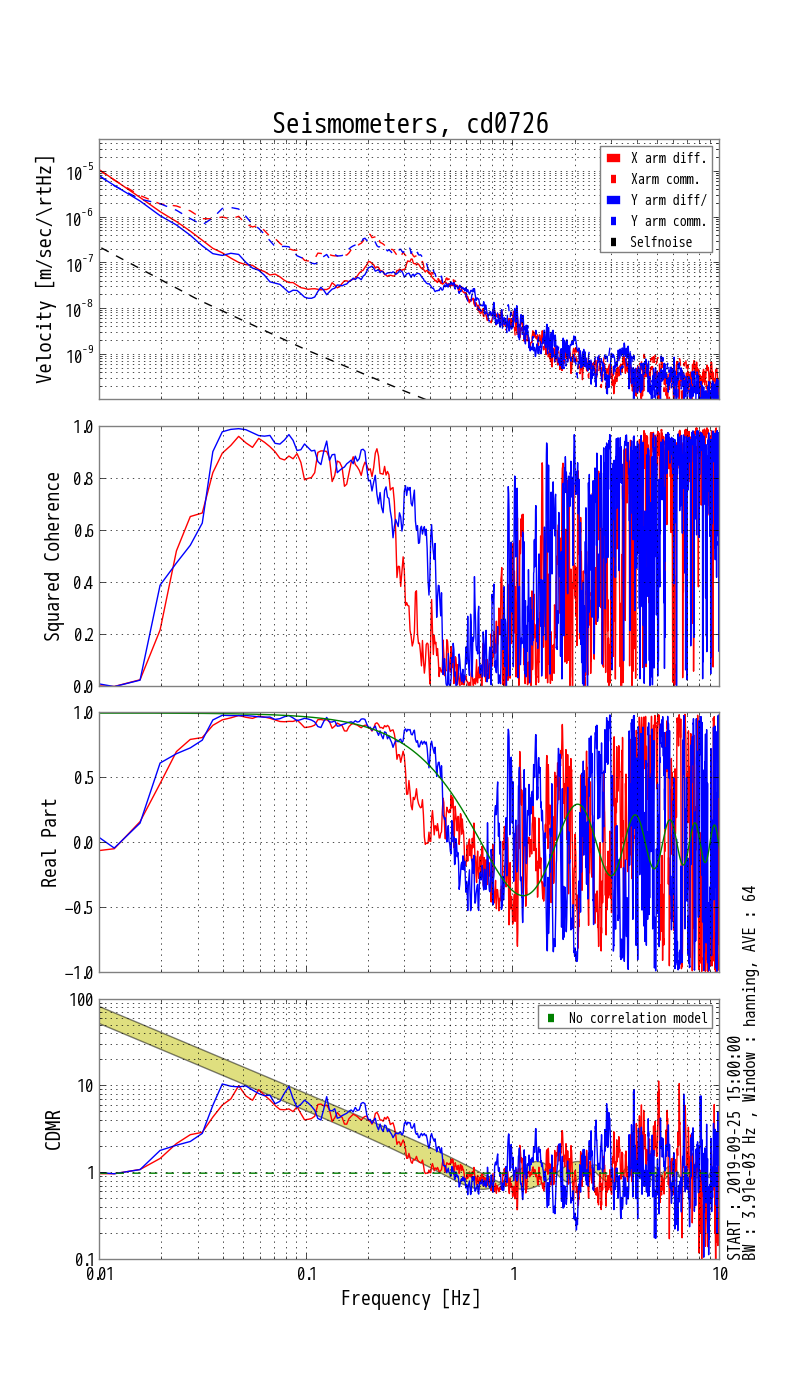 Seismometers, cd0726
Velocity [m/sec/\rtHz]
10^-5
10^-6
10^-7
10^-8
10^-9
X arm diff.
Xarm comm.
Y arm diff/
Y arm comm.
Selfnoise
Squared Coherence
1.0
0.8
0.6
0.4
0.2
0.0
Real Part
1.0
0.5
0.0
−0.5
−1.0
CDMR
100
10
1
0.1
No correlation model
0.01
0.1
1
10
Frequency [Hz]
START : 2019-09-25 15:00:00
BW : 3.91e-03 Hz , Window : hanning, AVE : 64